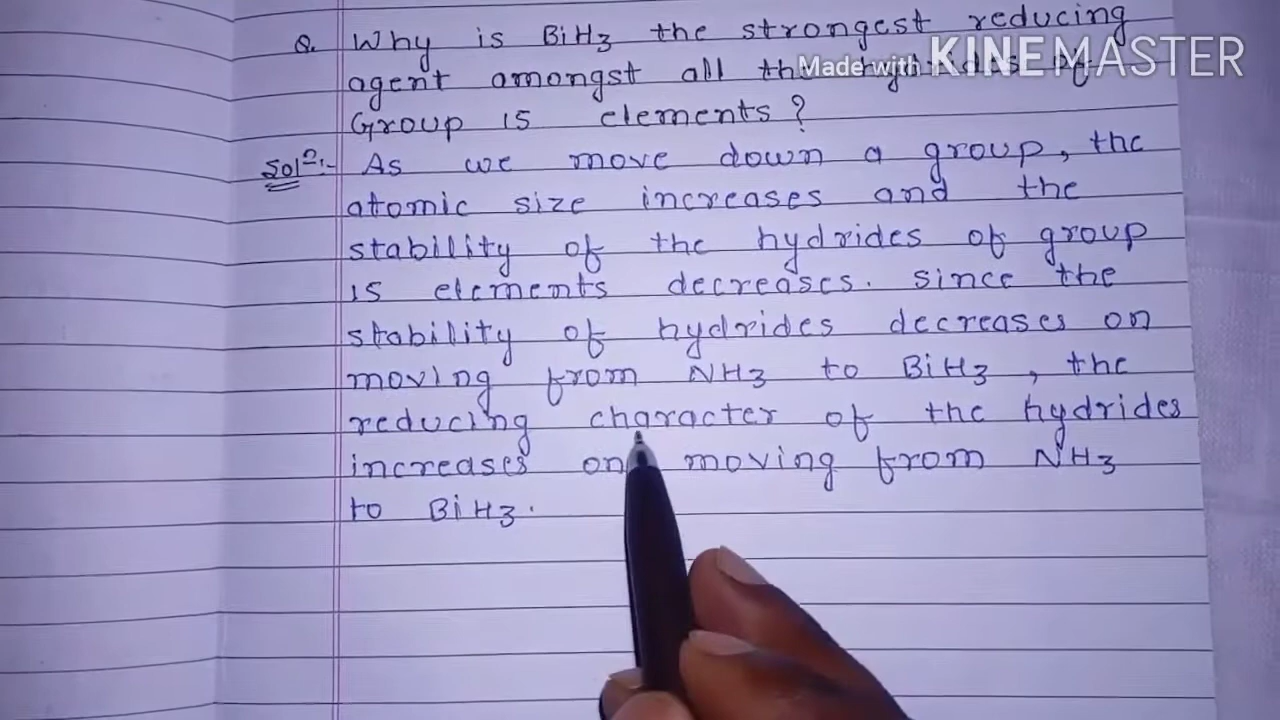 Q. Why is BiH3 the strongest reducing
agent amongst all the hydrides of
Made with KINEMASTER
Group 15 elements?
Solⁿ:- As we move down a group, the
atomic size increases and the
stability of the hydrides of group
15 elements decreases. since the
stability of hydrides decreases on
moving from NH3 to BiH3, the
reducing character of the hydrides
increases on moving from NH3
to BiH3.